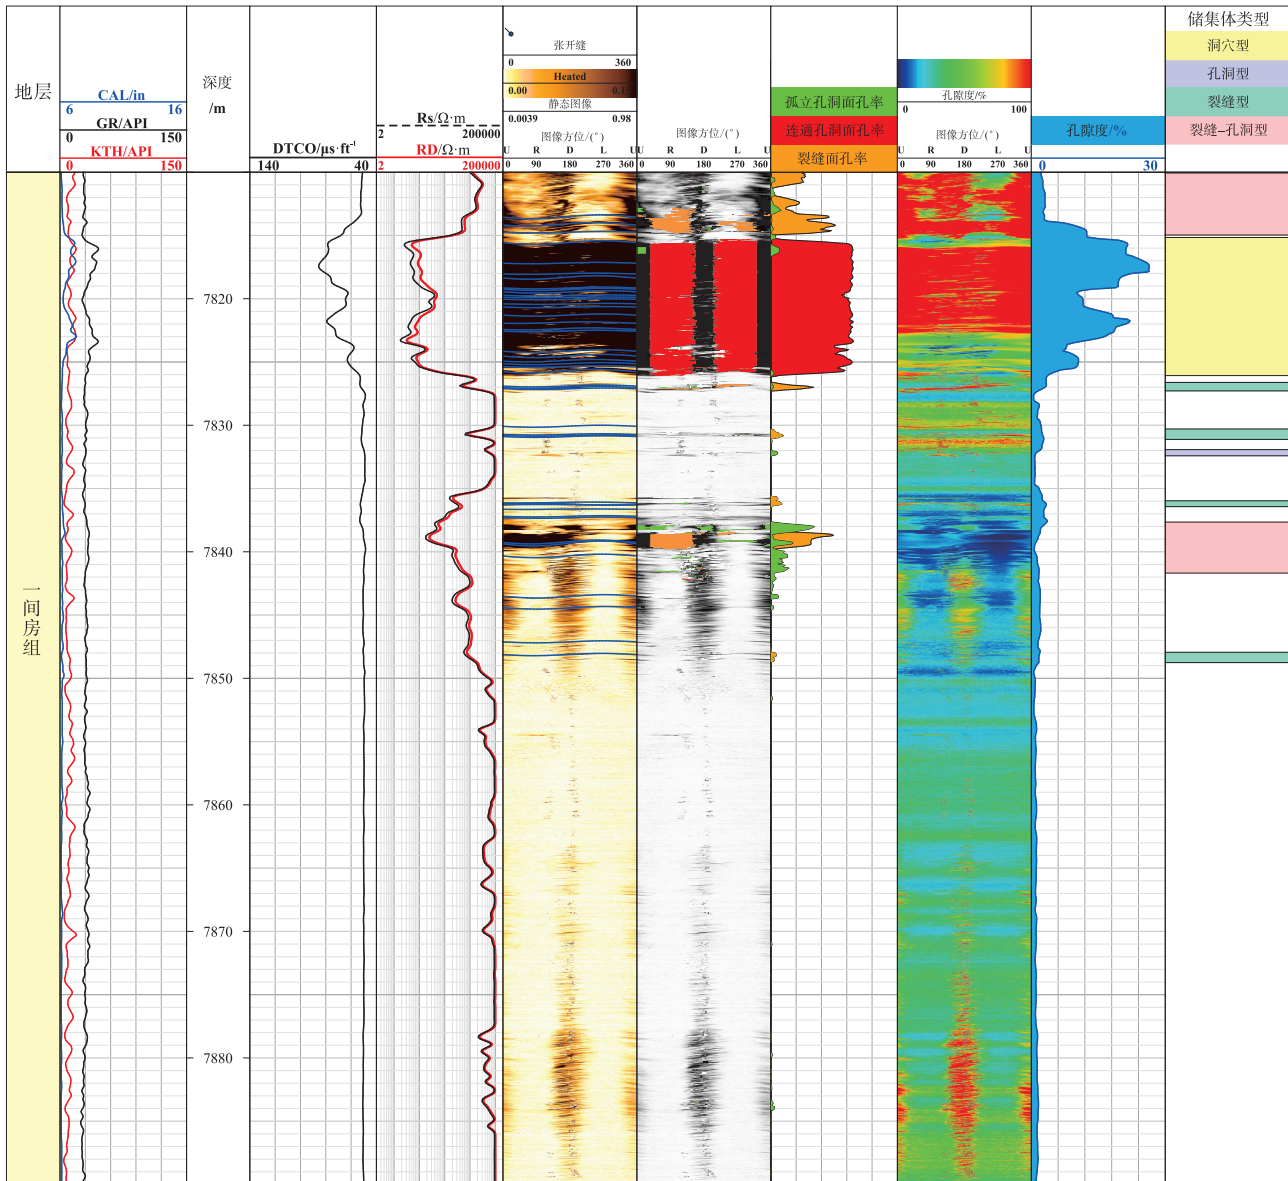 地层
CAL/in
6 16
GR/API
0 150
KTH/API
0 150
深度
/m
DTCO/μs·ft⁻¹
140 40
Rs/Ω·m
2 200000
RD/Ω·m
2 200000
张开缝
0 360
Heated
0.00 0.1
静态图像
0.0039 0.98
图像方位/(°)
U R D L U
0 90 180 270 360
图像方位/(°)
U R D L U
0 90 180 270 360
孤立孔洞面孔率
连通孔洞面孔率
裂缝面孔率
孔隙度/%
0 100
图像方位/(°)
U R D L U
0 90 180 270 360
孔隙度/%
0 30
储集体类型
洞穴型
孔洞型
裂缝型
裂缝-孔洞型
一间房组
7820
7830
7840
7850
7860
7870
7880